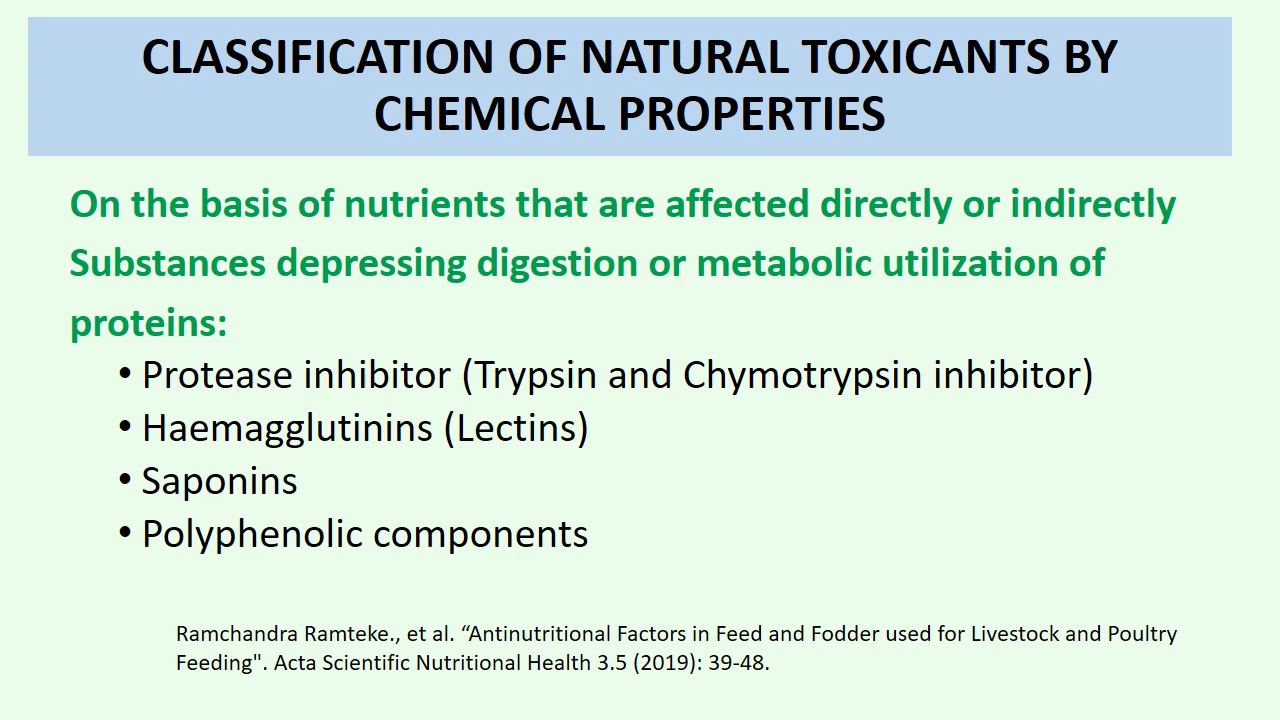 CLASSIFICATION OF NATURAL TOXICANTS BY
CHEMICAL PROPERTIES
On the basis of nutrients that are affected directly or indirectly
Substances depressing digestion or metabolic utilization of
proteins:
• Protease inhibitor (Trypsin and Chymotrypsin inhibitor)
• Haemagglutinins (Lectins)
• Saponins
• Polyphenolic components
Ramchandra Ramteke., et al. “Antinutritional Factors in Feed and Fodder used for Livestock and Poultry
Feeding". Acta Scientific Nutritional Health 3.5 (2019): 39-48.